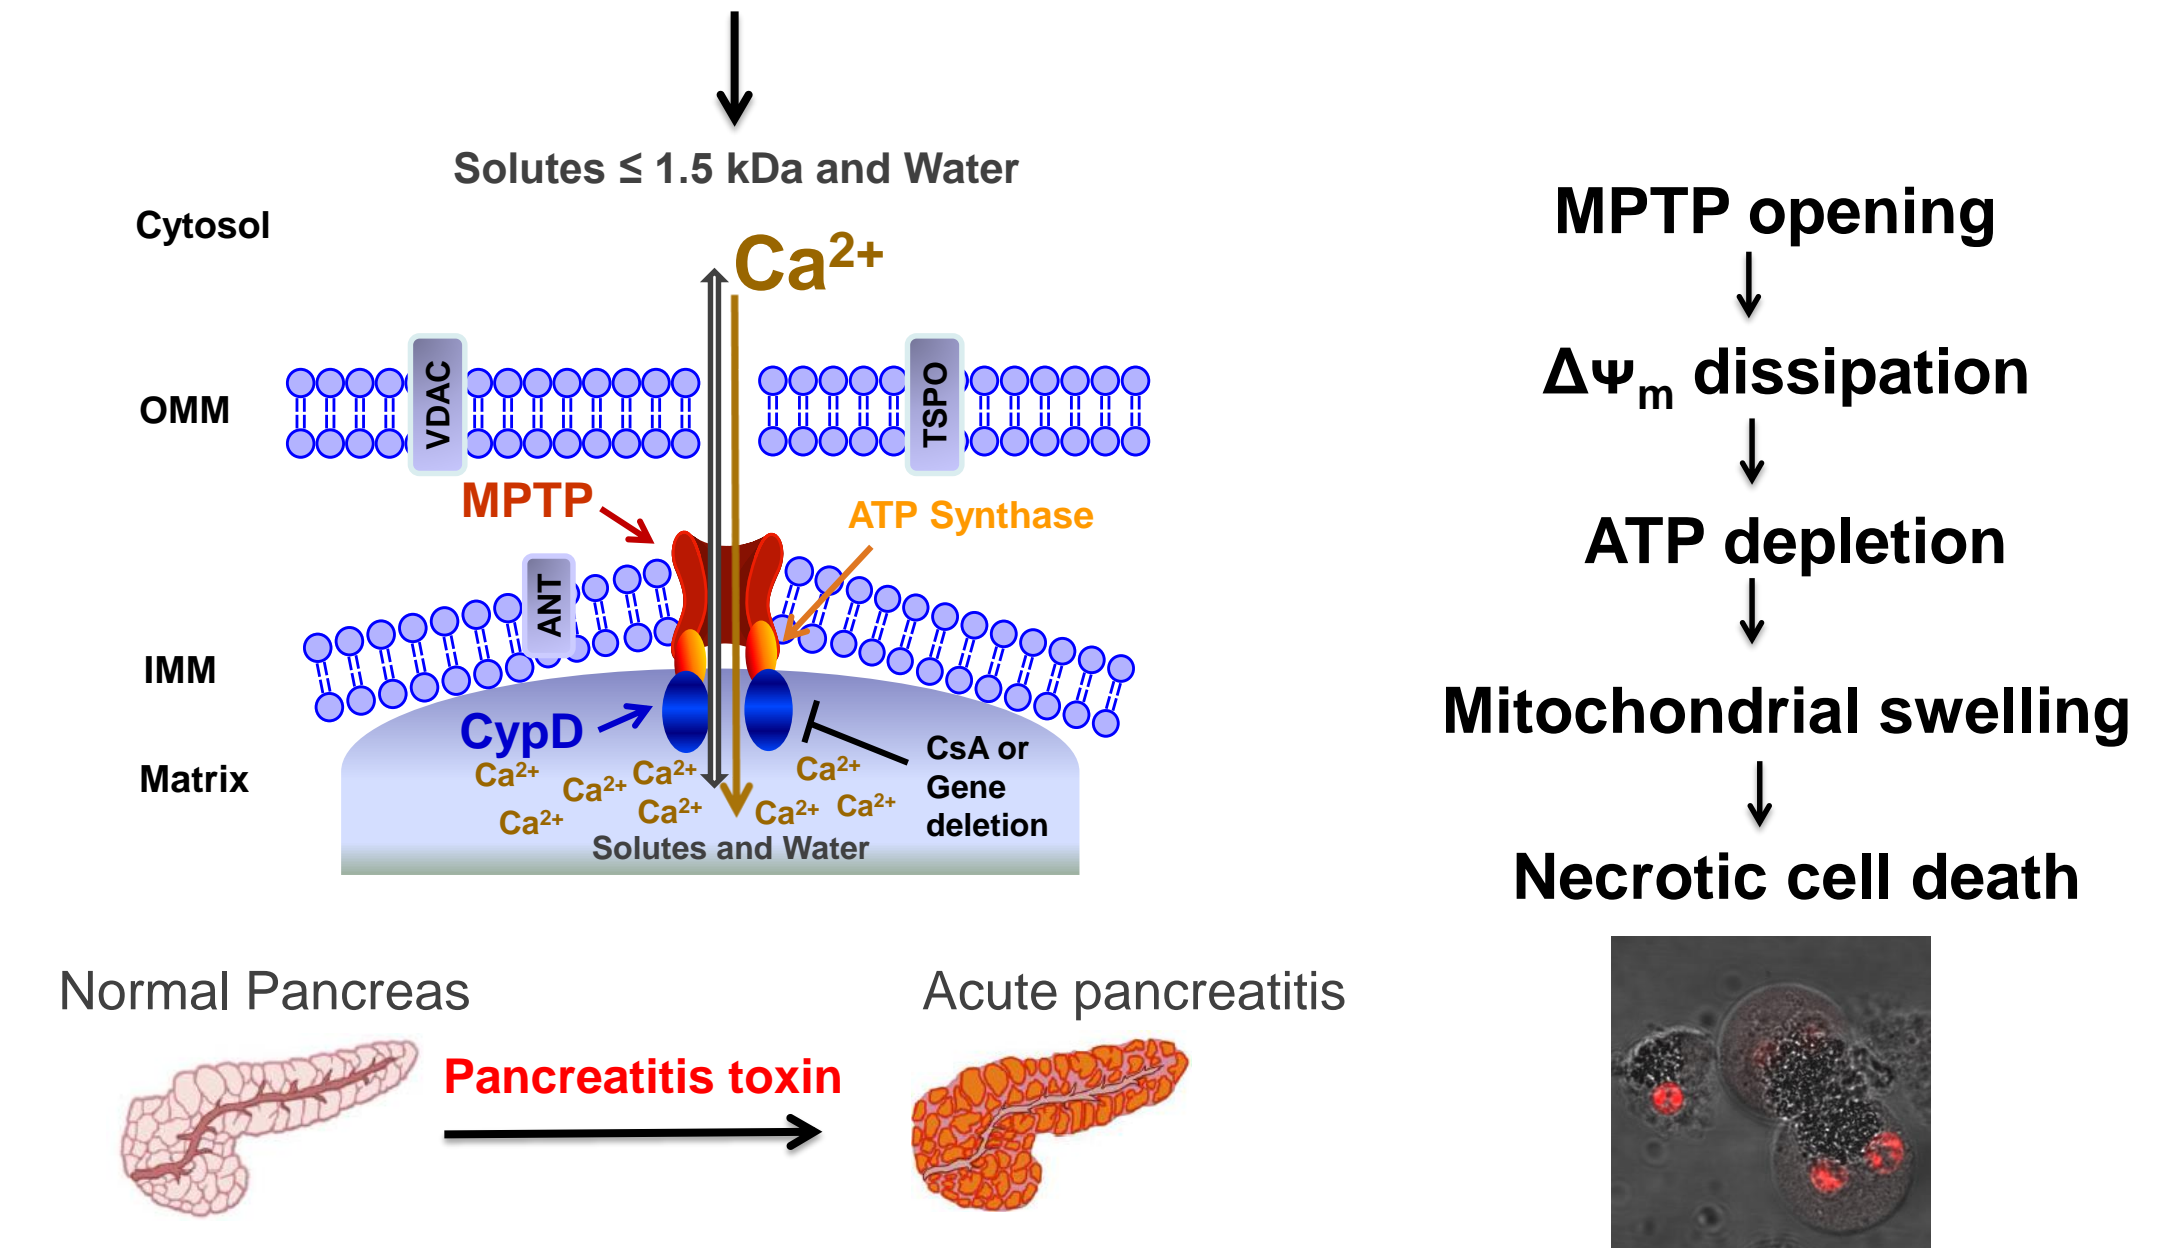 Solutes ≤ 1.5 kDa and Water
Cytosol
Ca²⁺
OMM
VDAC
TSPO
MPTP
ATP Synthase
ANT
IMM
CypD
Matrix
Ca²⁺
Ca²⁺
Ca²⁺
Ca²⁺
Ca²⁺
Ca²⁺
Ca²⁺
Ca²⁺
CsA or
Gene
deletion
Solutes and Water
MPTP opening
Δψₘ dissipation
ATP depletion
Mitochondrial swelling
Necrotic cell death
Normal Pancreas
Pancreatitis toxin
Acute pancreatitis